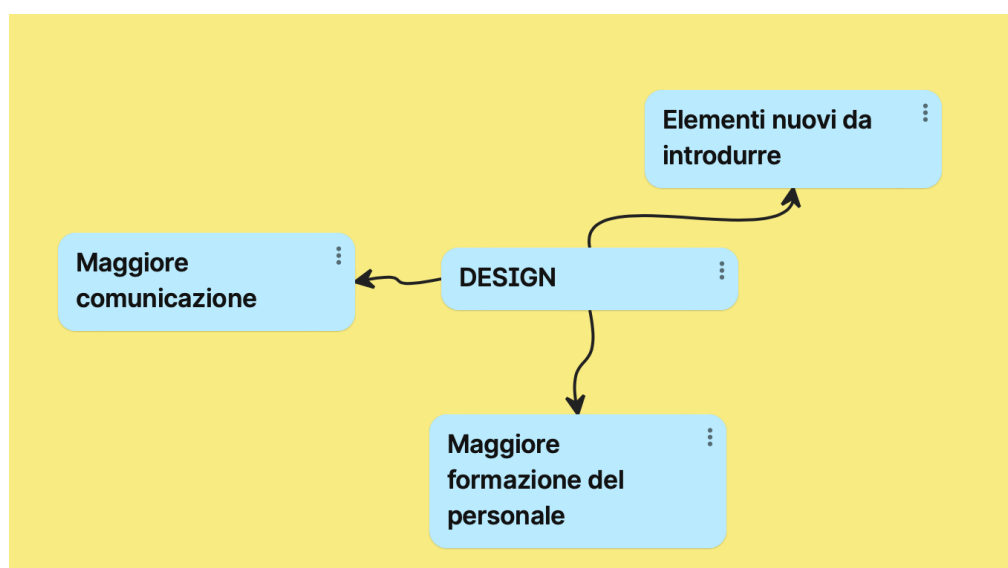 Elementi nuovi da
introdurre
Maggiore
comunicazione
DESIGN
Maggiore
formazione del
personale